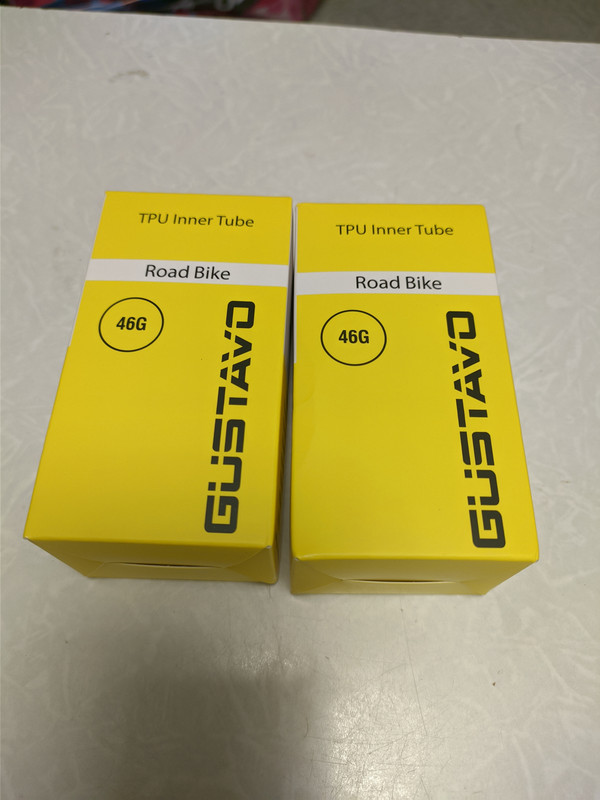 TPU Inner Tube
Road Bike
46G
GUSTAVO
TPU Inner Tube
Road Bike
46G
GUSTAVO